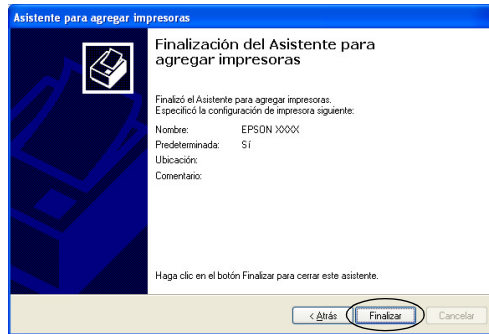 Asistente para agregar impresoras
Finalización del Asistente para
agregar impresoras
Finalizó el Asistente para agregar impresoras.
Especificó la configuración de impresora siguiente:
Nombre: EPSON XXXX
Predeterminada: Sí
Ubicación:
Comentario:
Haga clic en el botón Finalizar para cerrar este asistente.
< Atrás Finalizar Cancelar